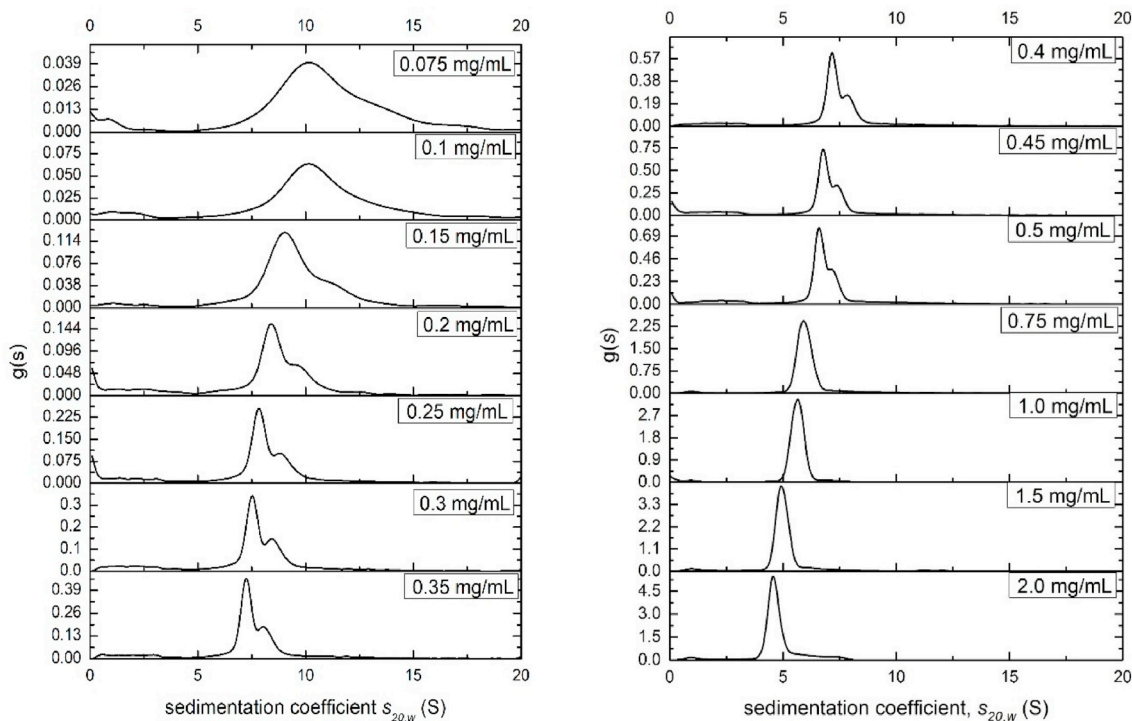 0 5 10 15 20
0.075 mg/mL
0.039
0.026
0.013
0.000
0.1 mg/mL
0.075
0.050
0.025
0.000
0.15 mg/mL
0.114
0.076
0.038
0.000
0.2 mg/mL
0.144
0.096
0.048
0.000
0.25 mg/mL
0.225
0.150
0.075
0.000
0.3 mg/mL
0.3
0.2
0.1
0.0
0.35 mg/mL
0.39
0.26
0.13
0.00
g(s)
0 5 10 15 20
sedimentation coefficient s20,w (S)
0 5 10 15 20
0.4 mg/mL
0.57
0.38
0.19
0.00
0.45 mg/mL
0.75
0.50
0.25
0.00
0.5 mg/mL
0.69
0.46
0.23
0.00
0.75 mg/mL
2.25
1.50
0.75
0.00
1.0 mg/mL
2.7
1.8
0.9
0.0
1.5 mg/mL
3.3
2.2
1.1
0.0
2.0 mg/mL
4.5
3.0
1.5
0.0
g(s)
0 5 10 15 20
sedimentation coefficient, s20,w (S)